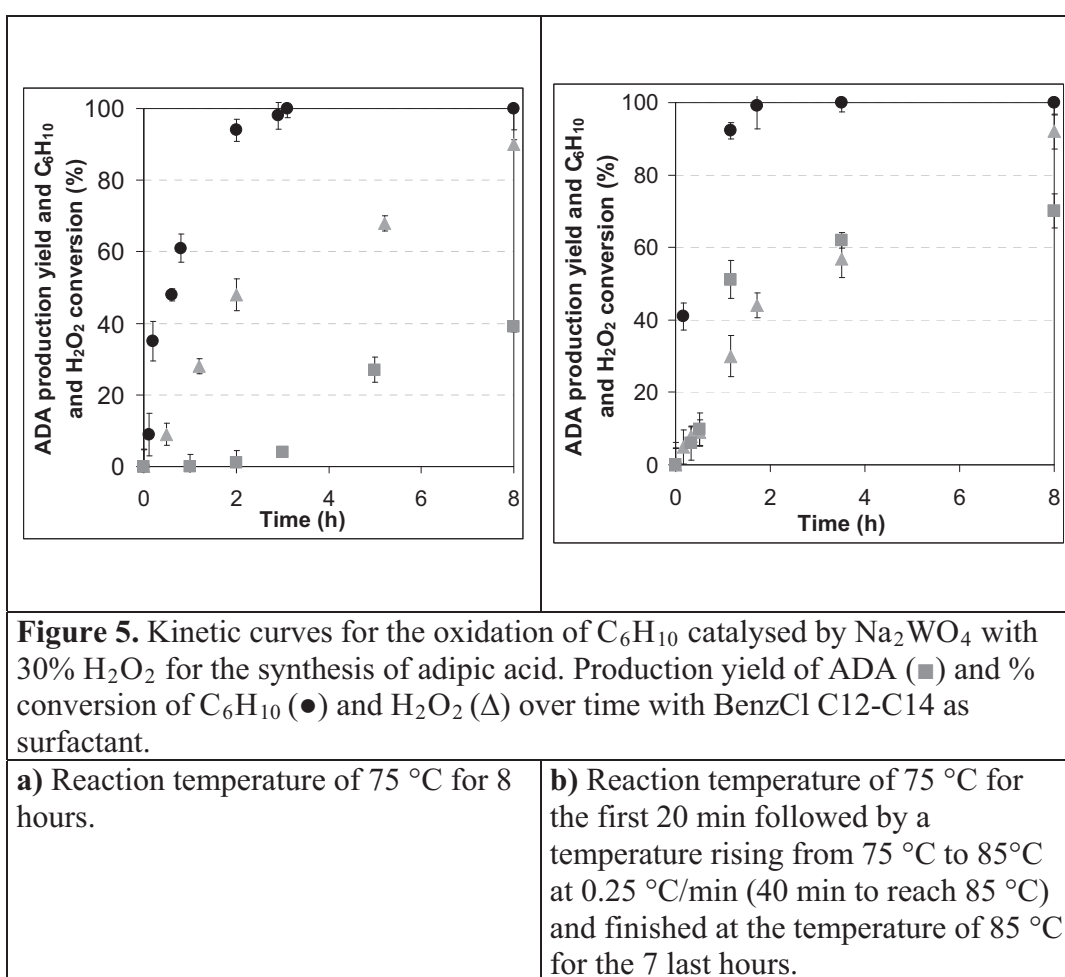 ADA production yield and C₆H₁₀
and H₂O₂ conversion (%)
100
80
60
40
20
0
0 2 4 6 8
Time (h)
ADA production yield and C₆H₁₀
and H₂O₂ conversion (%)
100
80
60
40
20
0
0 2 4 6 8
Time (h)
Figure 5. Kinetic curves for the oxidation of C₆H₁₀ catalysed by Na₂WO₄ with
30% H₂O₂ for the synthesis of adipic acid. Production yield of ADA (■) and %
conversion of C₆H₁₀ (●) and H₂O₂ (Δ) over time with BenzCl C12-C14 as
surfactant.
a) Reaction temperature of 75 °C for 8
hours.
b) Reaction temperature of 75 °C for
the first 20 min followed by a
temperature rising from 75 °C to 85°C
at 0.25 °C/min (40 min to reach 85 °C)
and finished at the temperature of 85 °C
for the 7 last hours.